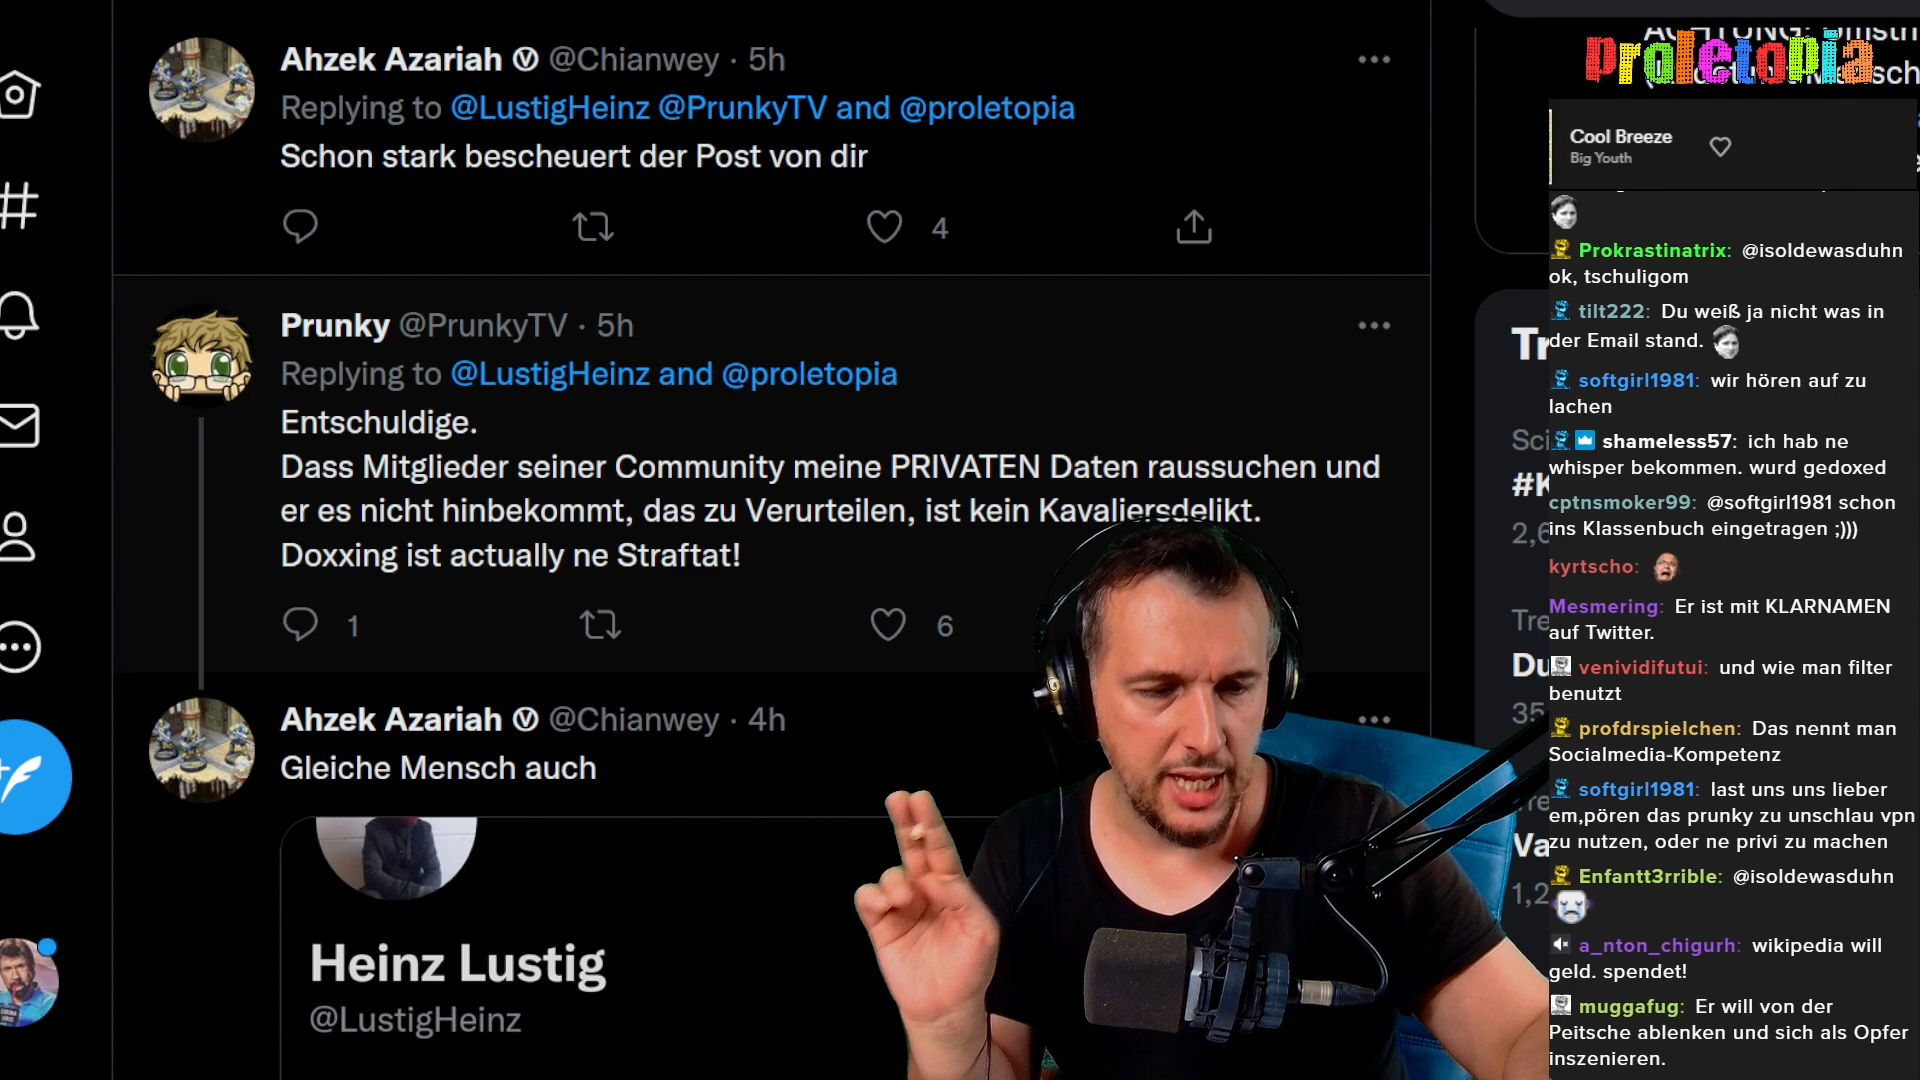 Ahzek Azariah Ⓥ @Chianwey · 5h
Replying to @LustigHeinz @PrunkyTV and @proletopia
Schon stark bescheuert der Post von dir
4
Prunky @PrunkyTV · 5h
Replying to @LustigHeinz and @proletopia
Entschuldige.
Dass Mitglieder seiner Community meine PRIVATEN Daten raussuchen und
er es nicht hinbekommt, das zu Verurteilen, ist kein Kavaliersdelikt.
Doxxing ist actually ne Straftat!
1 6
Ahzek Azariah Ⓥ @Chianwey · 4h
Gleiche Mensch auch
Heinz Lustig
@LustigHeinz
proletopia
Cool Breeze
Big Youth
Prokrastinatrix: @isoldewasduhn
ok, tschuligom
tilt222: Du weiß ja nicht was in
der Email stand.
softgirl1981: wir hören auf zu
lachen
shameless57: ich hab ne
whisper bekommen. wurd gedoxed
cptnsmoker99: @softgirl1981 schon
ins Klassenbuch eingetragen ;)))
kyrtscho:
Mesmering: Er ist mit KLARNAMEN
auf Twitter.
venividifutui: und wie man filter
benutzt
profdrspielchen: Das nennt man
Socialmedia-Kompetenz
softgirl1981: last uns uns lieber
em,pören das prunky zu unschlau vpn
zu nutzen, oder ne privi zu machen
Enfantt3rrible: @isoldewasduhn
a_nton_chigurh: wikipedia will
geld. spendet!
muggafug: Er will von der
Peitsche ablenken und sich als Opfer
inszenieren.